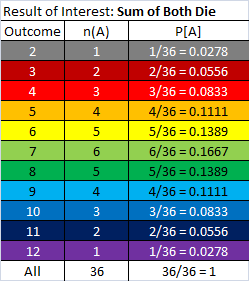 Result of Interest: Sum of Both Die
Outcome n(A) P[A]
2 1 1/36 = 0.0278
3 2 2/36 = 0.0556
4 3 3/36 = 0.0833
5 4 4/36 = 0.1111
6 5 5/36 = 0.1389
7 6 6/36 = 0.1667
8 5 5/36 = 0.1389
9 4 4/36 = 0.1111
10 3 3/36 = 0.0833
11 2 2/36 = 0.0556
12 1 1/36 = 0.0278
All 36 36/36 = 1